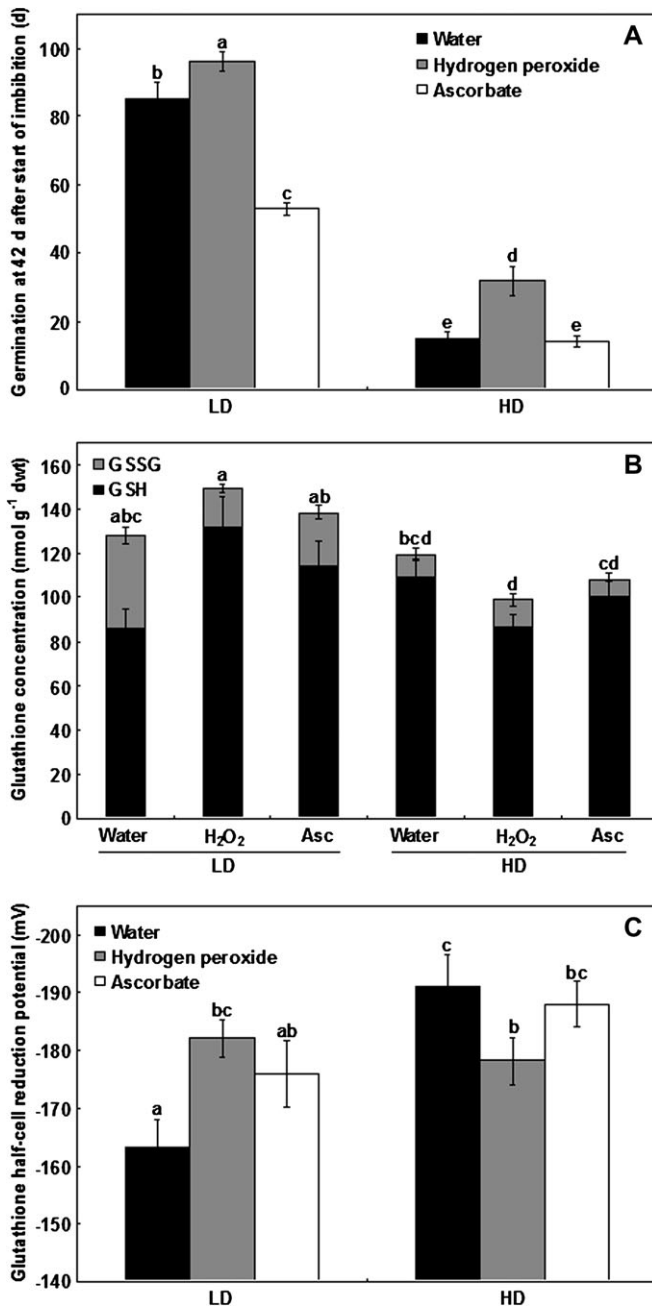 A
Germination at 42 d after start of imbibition (d)
100
80
60
40
20
0
Water
Hydrogen peroxide
Ascorbate
b
a
c
e
d
e
LD
HD
B
Glutathione concentration (nmol g⁻¹ dwt)
160
140
120
100
80
60
40
20
0
GSSG
GSH
abc
a
ab
bcd
d
cd
Water H₂O₂ Asc Water H₂O₂ Asc
LD HD
C
Glutathione half-cell reduction potential (mV)
-200
-190
-180
-170
-160
-150
-140
Water
Hydrogen peroxide
Ascorbate
a
bc
ab
c
b
bc
LD
HD